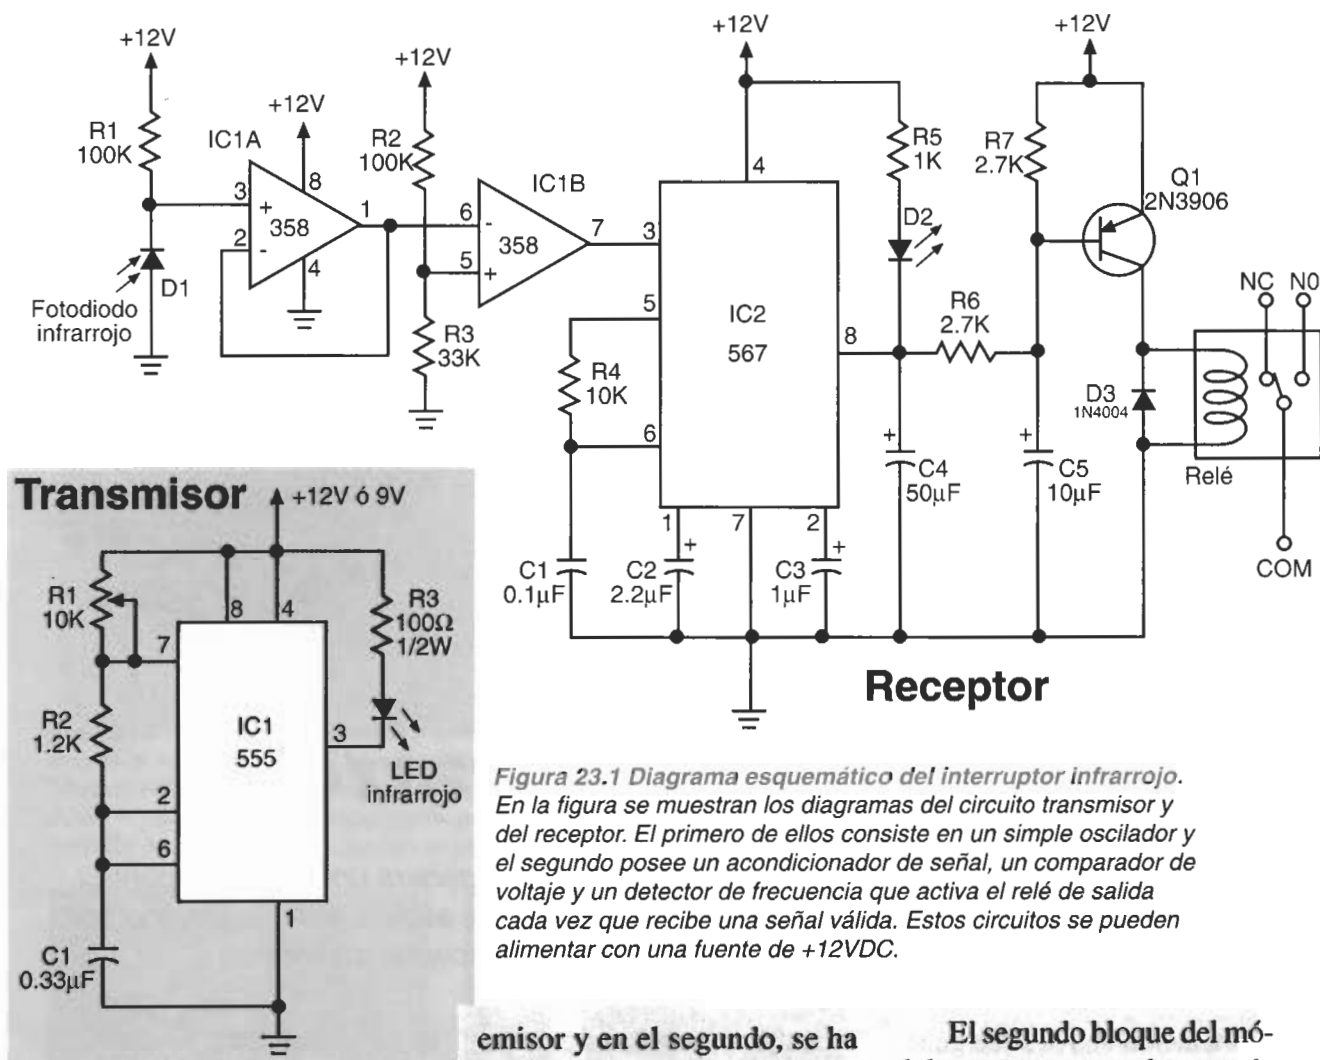 +12V
+12V
+12V
+12V
+12V
R1
100K
IC1A
R2
100K
IC1B
R5
1K
R7
2.7K
Q1
2N3906
3
+
8
1
358
2
-
4
6
-
5
+
358
7
3
4
D1
Fotodiodo
infrarrojo
R3
33K
5
R4
10K
6
IC2
567
8
D2
R6
2.7K
NC
N0
D3
1N4004
Relé
COM
+
C4
50µF
+
C5
10µF
1
7
2
C1
0.1µF
+
C2
2.2µF
+
C3
1µF
Receptor
Transmisor
+12V ó 9V
R1
10K
8
4
R3
100Ω
1/2W
7
R2
1.2K
IC1
555
3
LED
infrarrojo
2
6
1
C1
0.33µF
Figura 23.1 Diagrama esquemático del interruptor infrarrojo.
En la figura se muestran los diagramas del circuito transmisor y
del receptor. El primero de ellos consiste en un simple oscilador y
el segundo posee un acondicionador de señal, un comparador de
voltaje y un detector de frecuencia que activa el relé de salida
cada vez que recibe una señal válida. Estos circuitos se pueden
alimentar con una fuente de +12VDC.
emisor y en el segundo, se ha
El segundo bloque del mó-